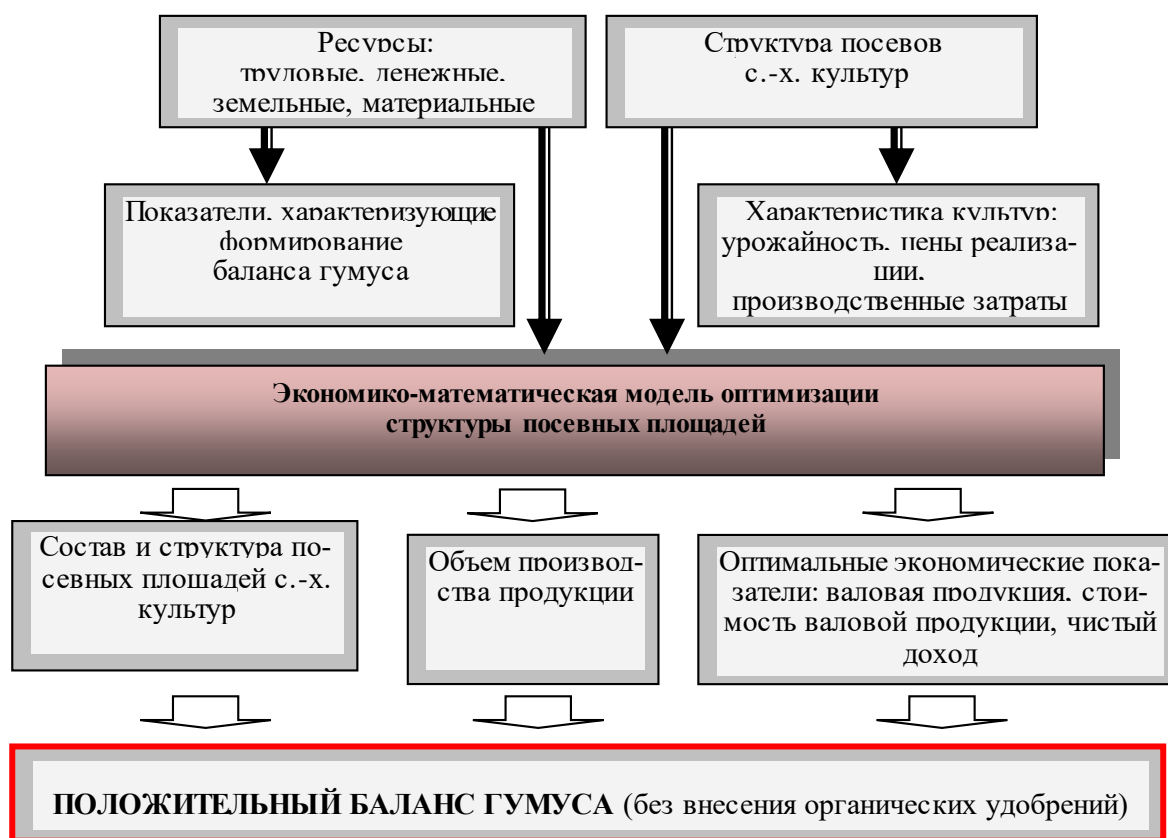 Ресурсы:
трудовые, денежные,
земельные, материальные
Структура посевов
с.-х. культур
Показатели, характеризующие
формирование
баланса гумуса
Характеристика культур:
урожайность, цены реализа-
ции,
производственные затраты
Экономико-математическая модель оптимизации
структуры посевных площадей
Состав и структура по-
севных площадей с.-х.
культур
Объем производ-
ства продукции
Оптимальные экономические пока-
затели: валовая продукция, стои-
мость валовой продукции, чистый
доход
ПОЛОЖИТЕЛЬНЫЙ БАЛАНС ГУМУСА (без внесения органических удобрений)